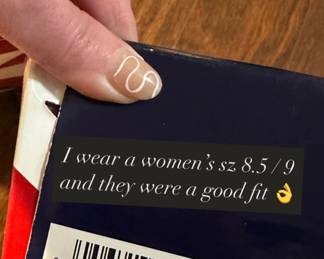 I wear a women's sz 8.5 / 9
and they were a good fit 👌